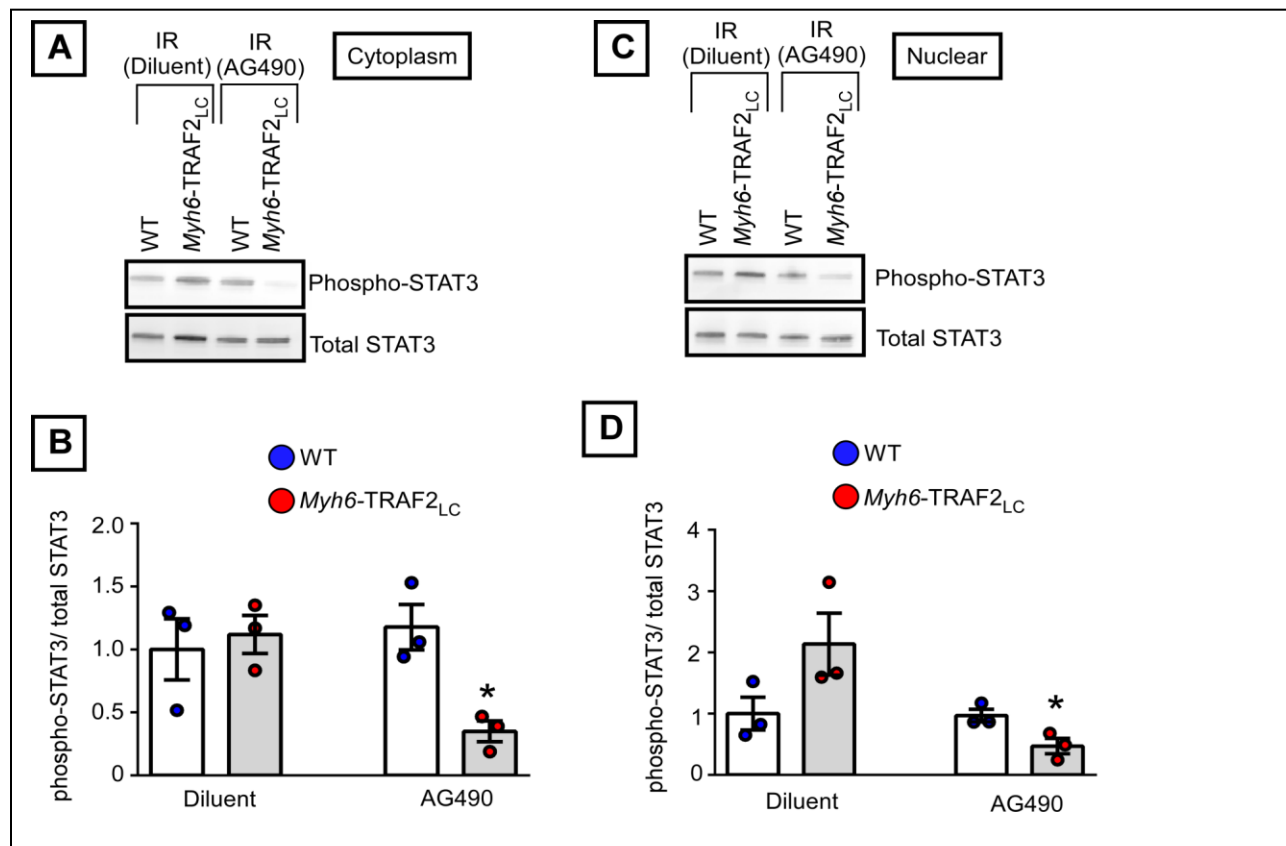 A
IR
(Diluent)
IR
(AG490)
Cytoplasm
WT
Myh6-TRAF2LC
WT
Myh6-TRAF2LC
Phospho-STAT3
Total STAT3
C
IR
(Diluent)
IR
(AG490)
Nuclear
WT
Myh6-TRAF2LC
WT
Myh6-TRAF2LC
Phospho-STAT3
Total STAT3
B
WT
Myh6-TRAF2LC
phospho-STAT3/ total STAT3
2.0
1.5
1.0
0.5
0
*
Diluent
AG490
D
WT
Myh6-TRAF2LC
phospho-STAT3/ total STAT3
4
3
2
1
0
*
Diluent
AG490